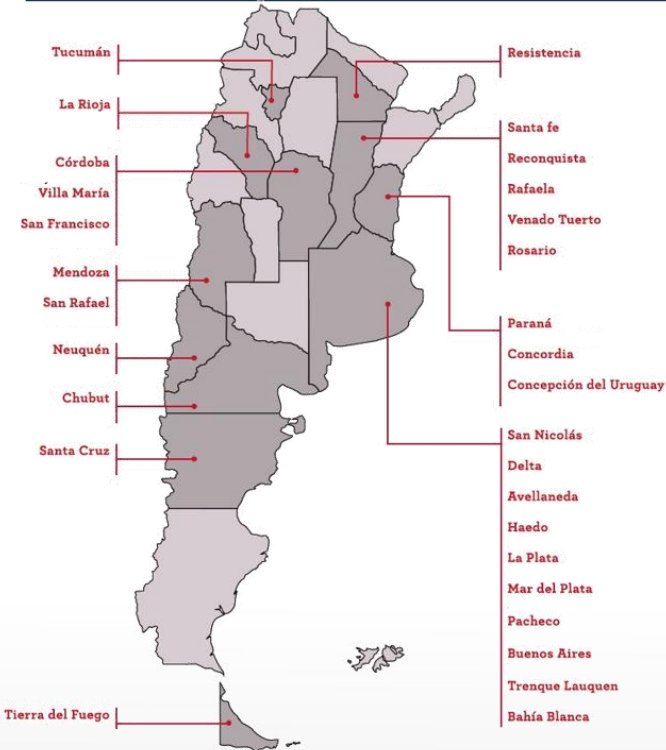 Tucumán
La Rioja
Córdoba
Villa María
San Francisco
Mendoza
San Rafael
Neuquén
Chubut
Santa Cruz
Tierra del Fuego
Resistencia
Santa fe
Reconquista
Rafaela
Venado Tuerto
Rosario
Paraná
Concordia
Concepción del Uruguay
San Nicolás
Delta
Avellaneda
Haedo
La Plata
Mar del Plata
Pacheco
Buenos Aires
Trenque Lauquen
Bahía Blanca